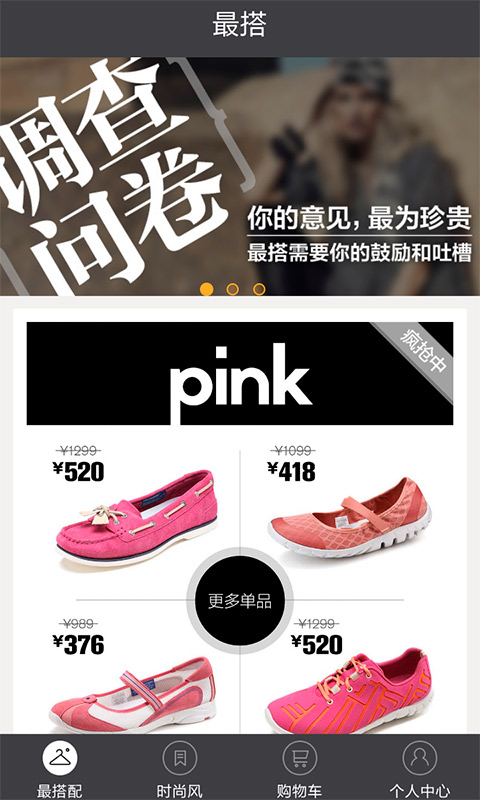 最搭
调查
问卷
你的意见，最为珍贵
最搭需要你的鼓励和吐槽
pink
疯抢中
¥1299
¥520
¥1099
¥418
更多单品
¥989
¥376
¥1299
¥520
最搭配
时尚风
购物车
个人中心